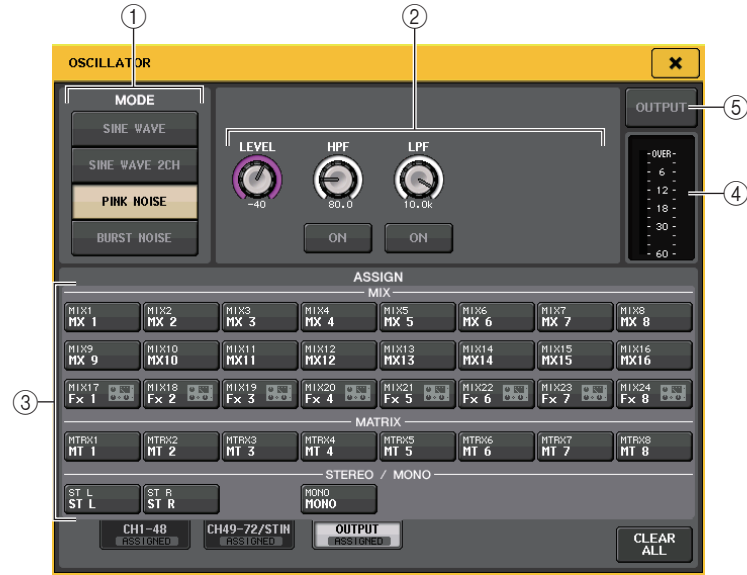 ① ②
OSCILLATOR
MODE
SINE WAVE
SINE WAVE 2CH
PINK NOISE
BURST NOISE
LEVEL HPF LPF
-40 80.0 10.0k
ON ON
OUTPUT ⑤
-OVER-
- 6 -
- 12 -
- 18 -
- 30 -
- 60 -
④
③
ASSIGN
MIX
MIX1 MIX2 MIX3 MIX4 MIX5 MIX6 MIX7 MIX8
MX 1 MX 2 MX 3 MX 4 MX 5 MX 6 MX 7 MX 8
MIX9 MIX10 MIX11 MIX12 MIX13 MIX14 MIX15 MIX16
MX 9 MX10 MX11 MX12 MX13 MX14 MX15 MX16
MIX17 MIX18 MIX19 MIX20 MIX21 MIX22 MIX23 MIX24
Fx 1 Fx 2 Fx 3 Fx 4 Fx 5 Fx 6 Fx 7 Fx 8
MATRIX
MTRX1 MTRX2 MTRX3 MTRX4 MTRX5 MTRX6 MTRX7 MTRX8
MT 1 MT 2 MT 3 MT 4 MT 5 MT 6 MT 7 MT 8
STEREO / MONO
ST L ST R MONO
ST L ST R MONO
CH1-48 CH49-72/STIN OUTPUT
ASSIGNED ASSIGNED ASSIGNED
CLEAR
ALL